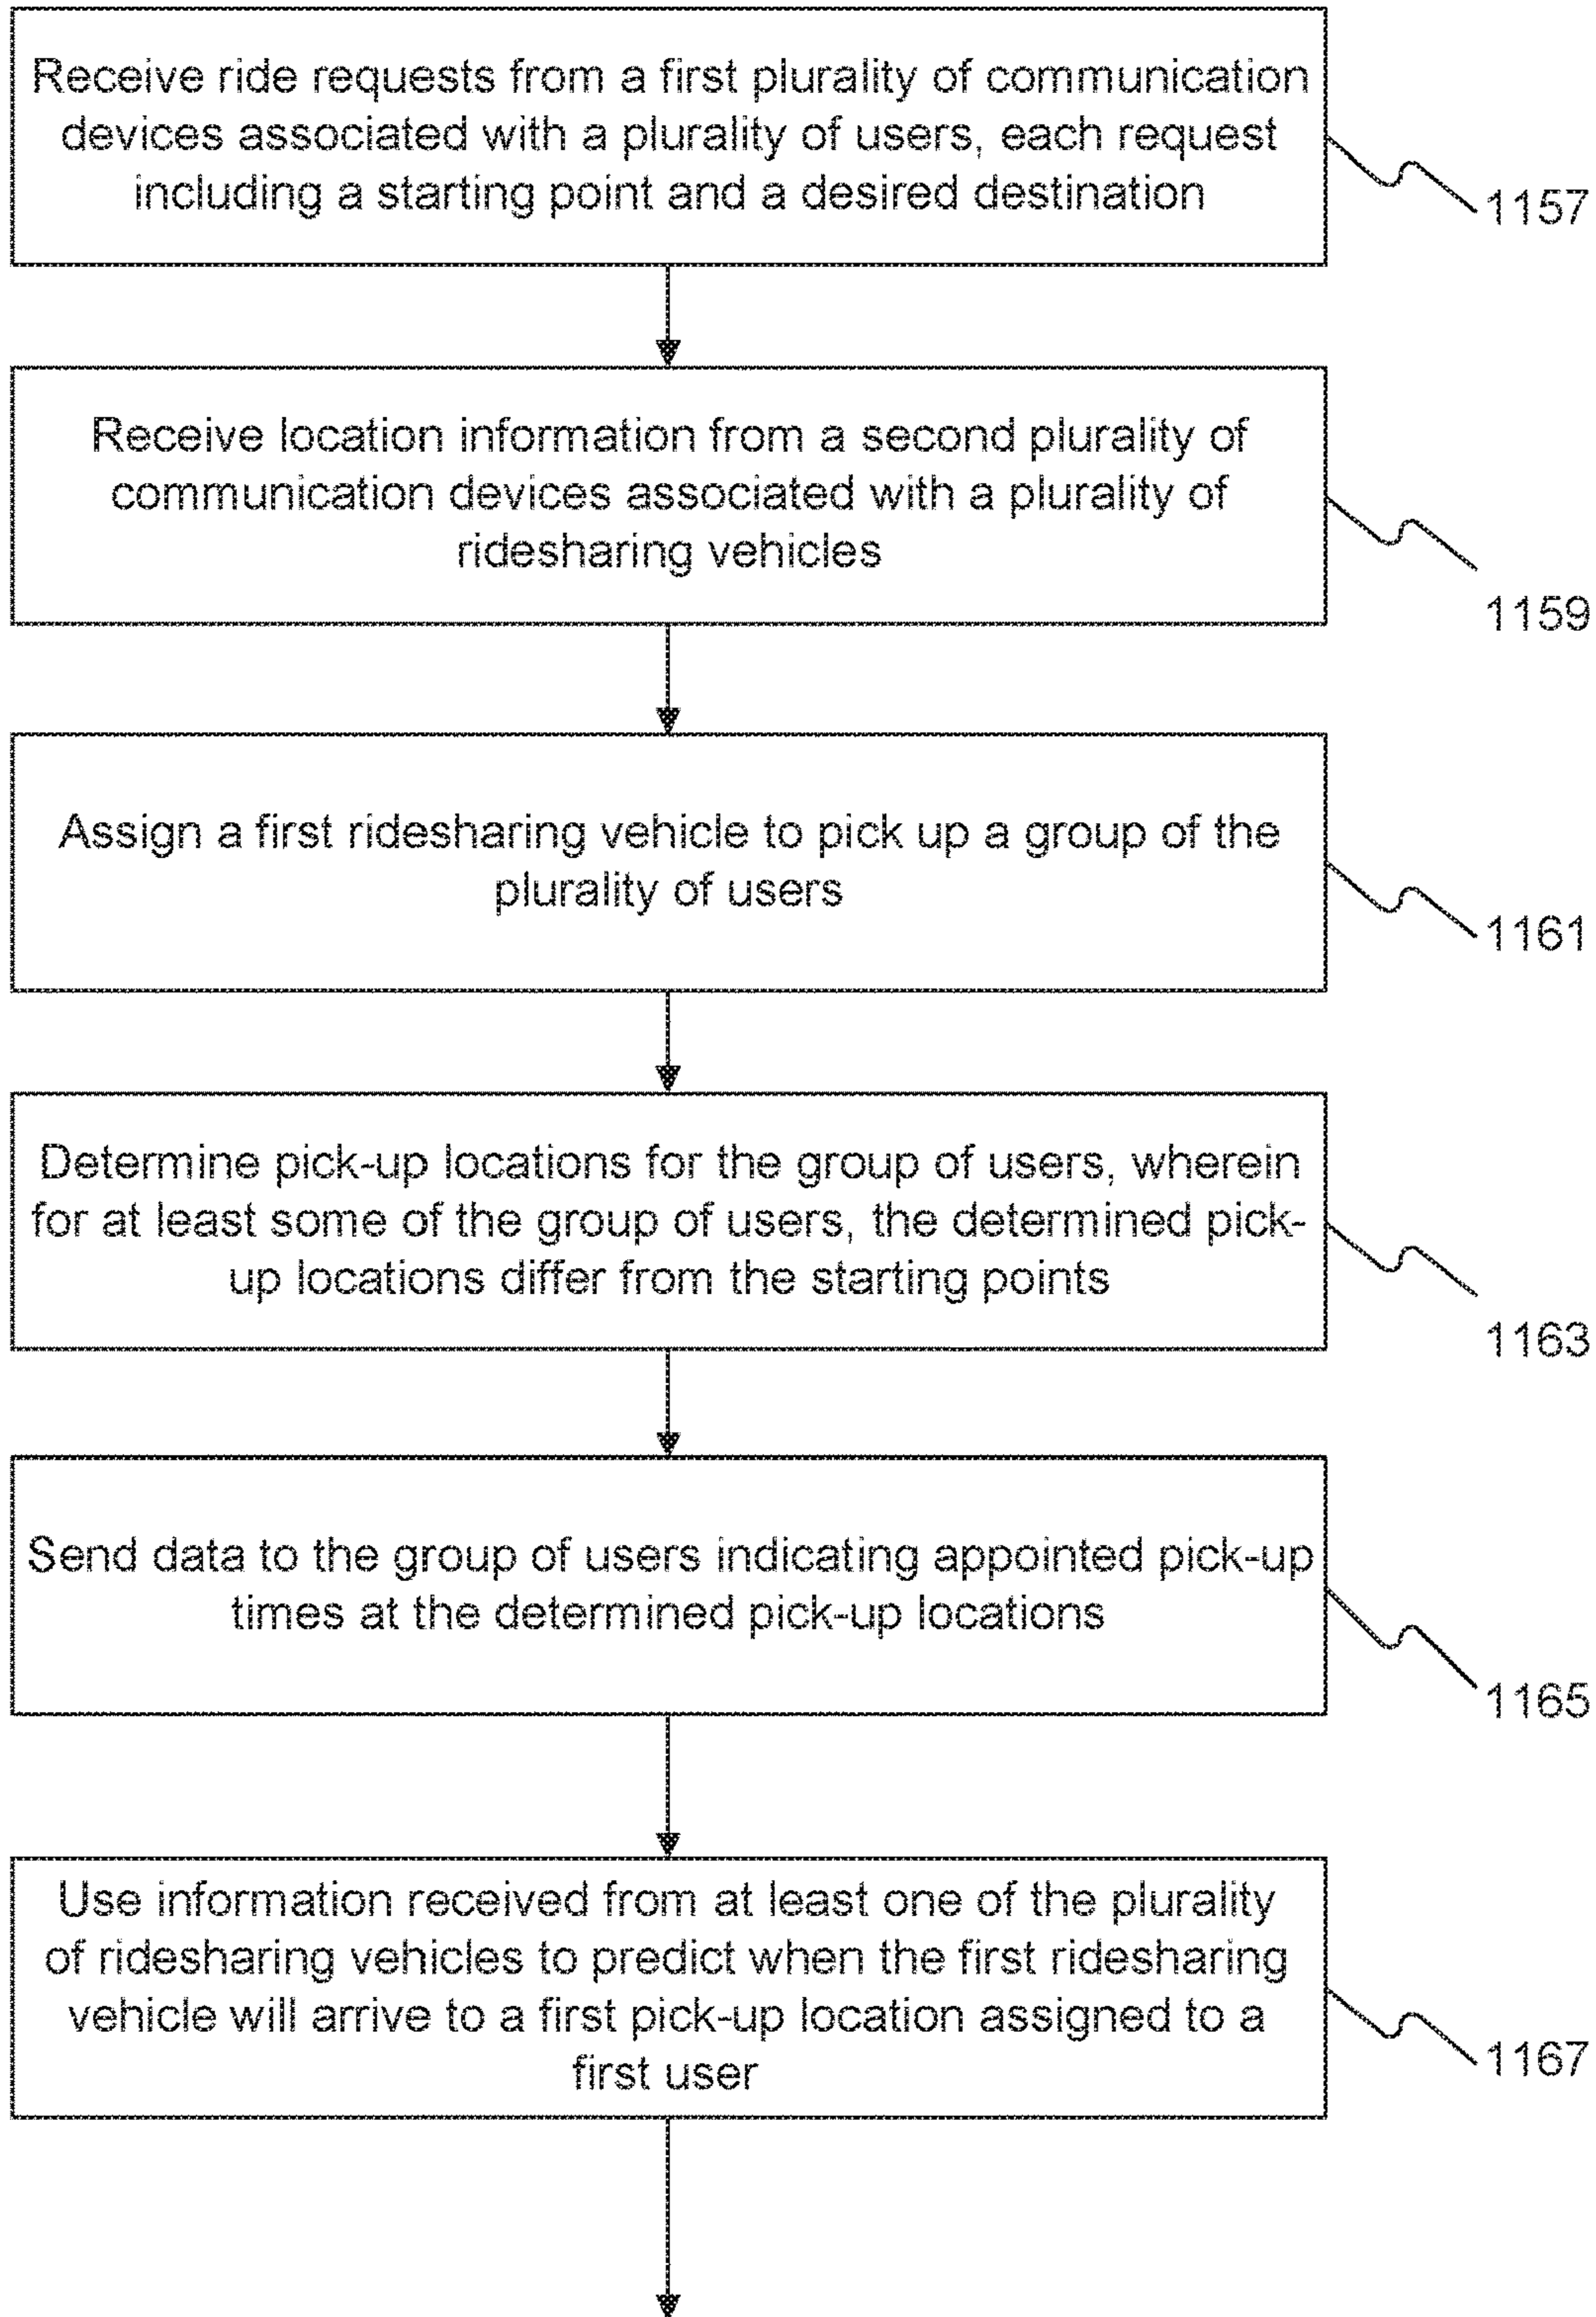 Receive ride requests from a first plurality of communication
devices associated with a plurality of users, each request
including a starting point and a desired destination
1157
Receive location information from a second plurality of
communication devices associated with a plurality of
ridesharing vehicles
1159
Assign a first ridesharing vehicle to pick up a group of the
plurality of users
1161
Determine pick-up locations for the group of users, wherein
for at least some of the group of users, the determined pick-
up locations differ from the starting points
1163
Send data to the group of users indicating appointed pick-up
times at the determined pick-up locations
1165
Use information received from at least one of the plurality
of ridesharing vehicles to predict when the first ridesharing
vehicle will arrive to a first pick-up location assigned to a
first user
1167